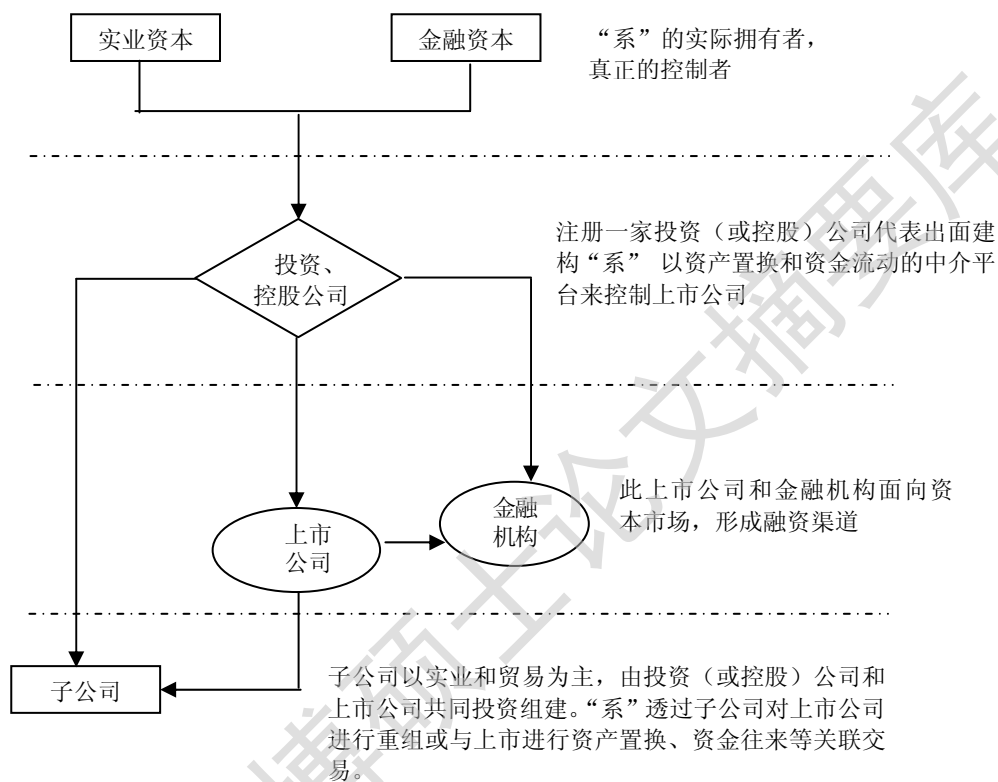 实业资本
金融资本
“系”的实际拥有者，
真正的控制者
投资、
控股公司
注册一家投资（或控股）公司代表出面建
构“系” 以资产置换和资金流动的中介平
台来控制上市公司
上市
公司
金融
机构
此上市公司和金融机构面向资
本市场，形成融资渠道
子公司
子公司以实业和贸易为主，由投资（或控股）公司和
上市公司共同投资组建。“系”透过子公司对上市公司
进行重组或与上市进行资产置换、资金往来等关联交
易。
博硕士论文摘要库